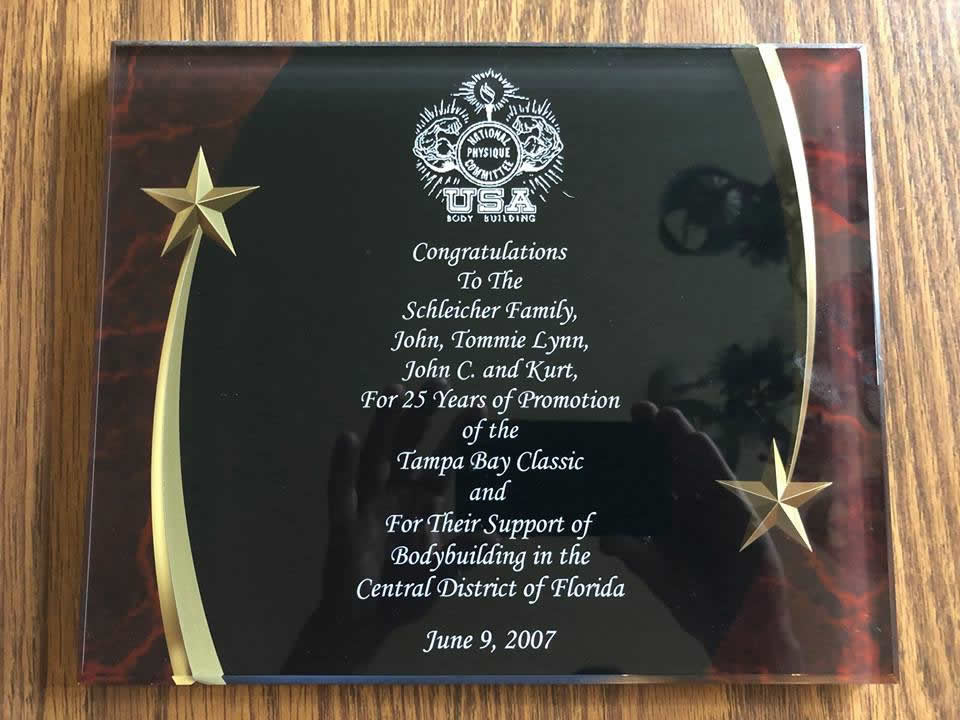 NATIONAL
PHYSIQUE
COMMITTEE
USA
BODY BUILDING
Congratulations
To The
Schleicher Family,
John, Tommie Lynn,
John C. and Kurt,
For 25 Years of Promotion
of the
Tampa Bay Classic
and
For Their Support of
Bodybuilding in the
Central District of Florida
June 9, 2007